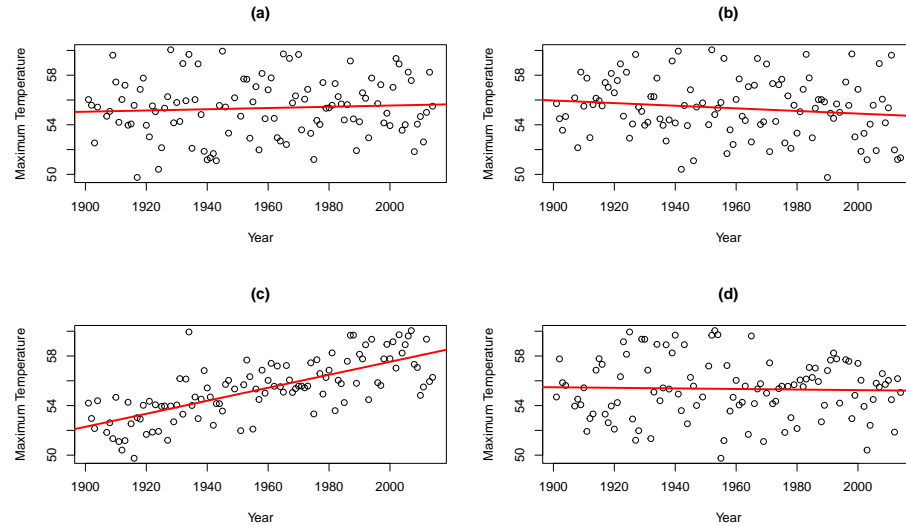 (a)
Maximum Temperature
50 54 58
1900 1920 1940 1960 1980 2000
Year
(b)
Maximum Temperature
50 54 58
1900 1920 1940 1960 1980 2000
Year
(c)
Maximum Temperature
50 54 58
1900 1920 1940 1960 1980 2000
Year
(d)
Maximum Temperature
50 54 58
1900 1920 1940 1960 1980 2000
Year